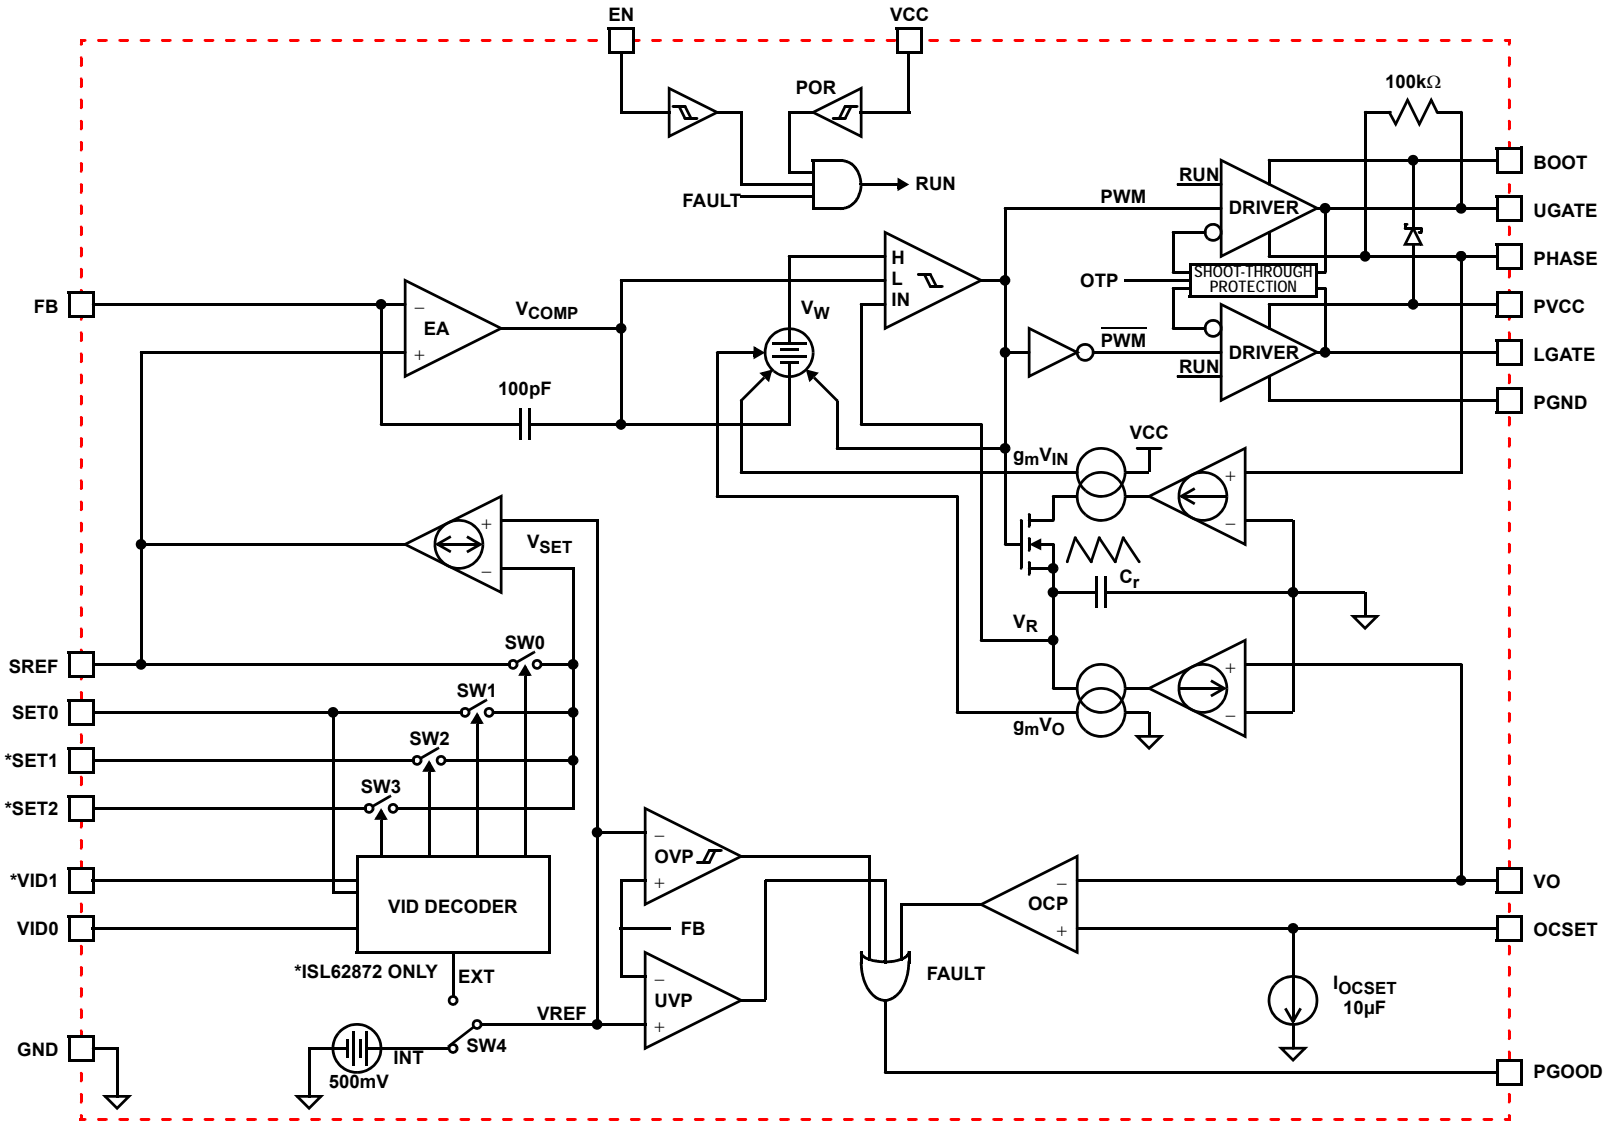 EN
VCC
POR
100kΩ
BOOT
RUN
RUN
FAULT
PWM
DRIVER
UGATE
H
L
IN
PHASE
SHOOT-THROUGH
PROTECTION
OTP
FB
−
EA
+
VCOMP
VW
PVCC
PWM
DRIVER
RUN
LGATE
100pF
PGND
VCC
gmVIN
+
−
+
−
VSET
Cr
VR
SREF
SW0
SET0
SW1
*SET1
SW2
*SET2
SW3
gmVO
+
−
−
OVP
+
*VID1
VID0
VID DECODER
FB
−
OCP
+
VO
OCSET
*ISL62872 ONLY
EXT
FAULT
−
UVP
+
IOCSET
10µF
VREF
SW4
INT
500mV
GND
PGOOD